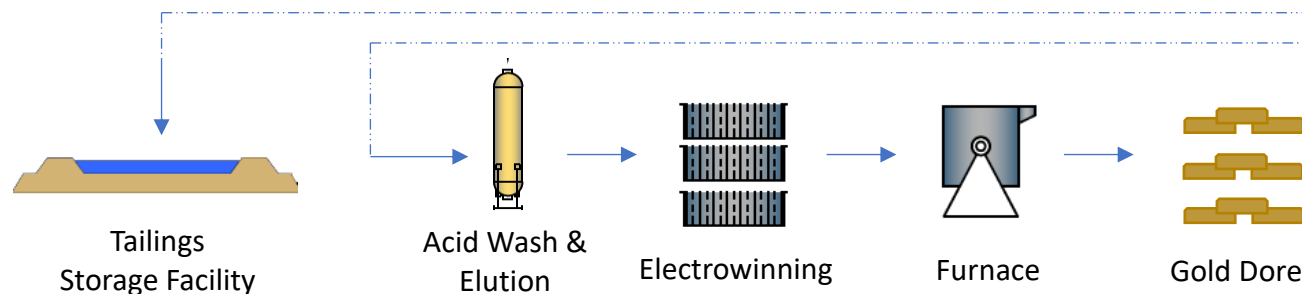 Tailings
Storage Facility
Acid Wash &
Elution
Electrowinning
Furnace
Gold Dore